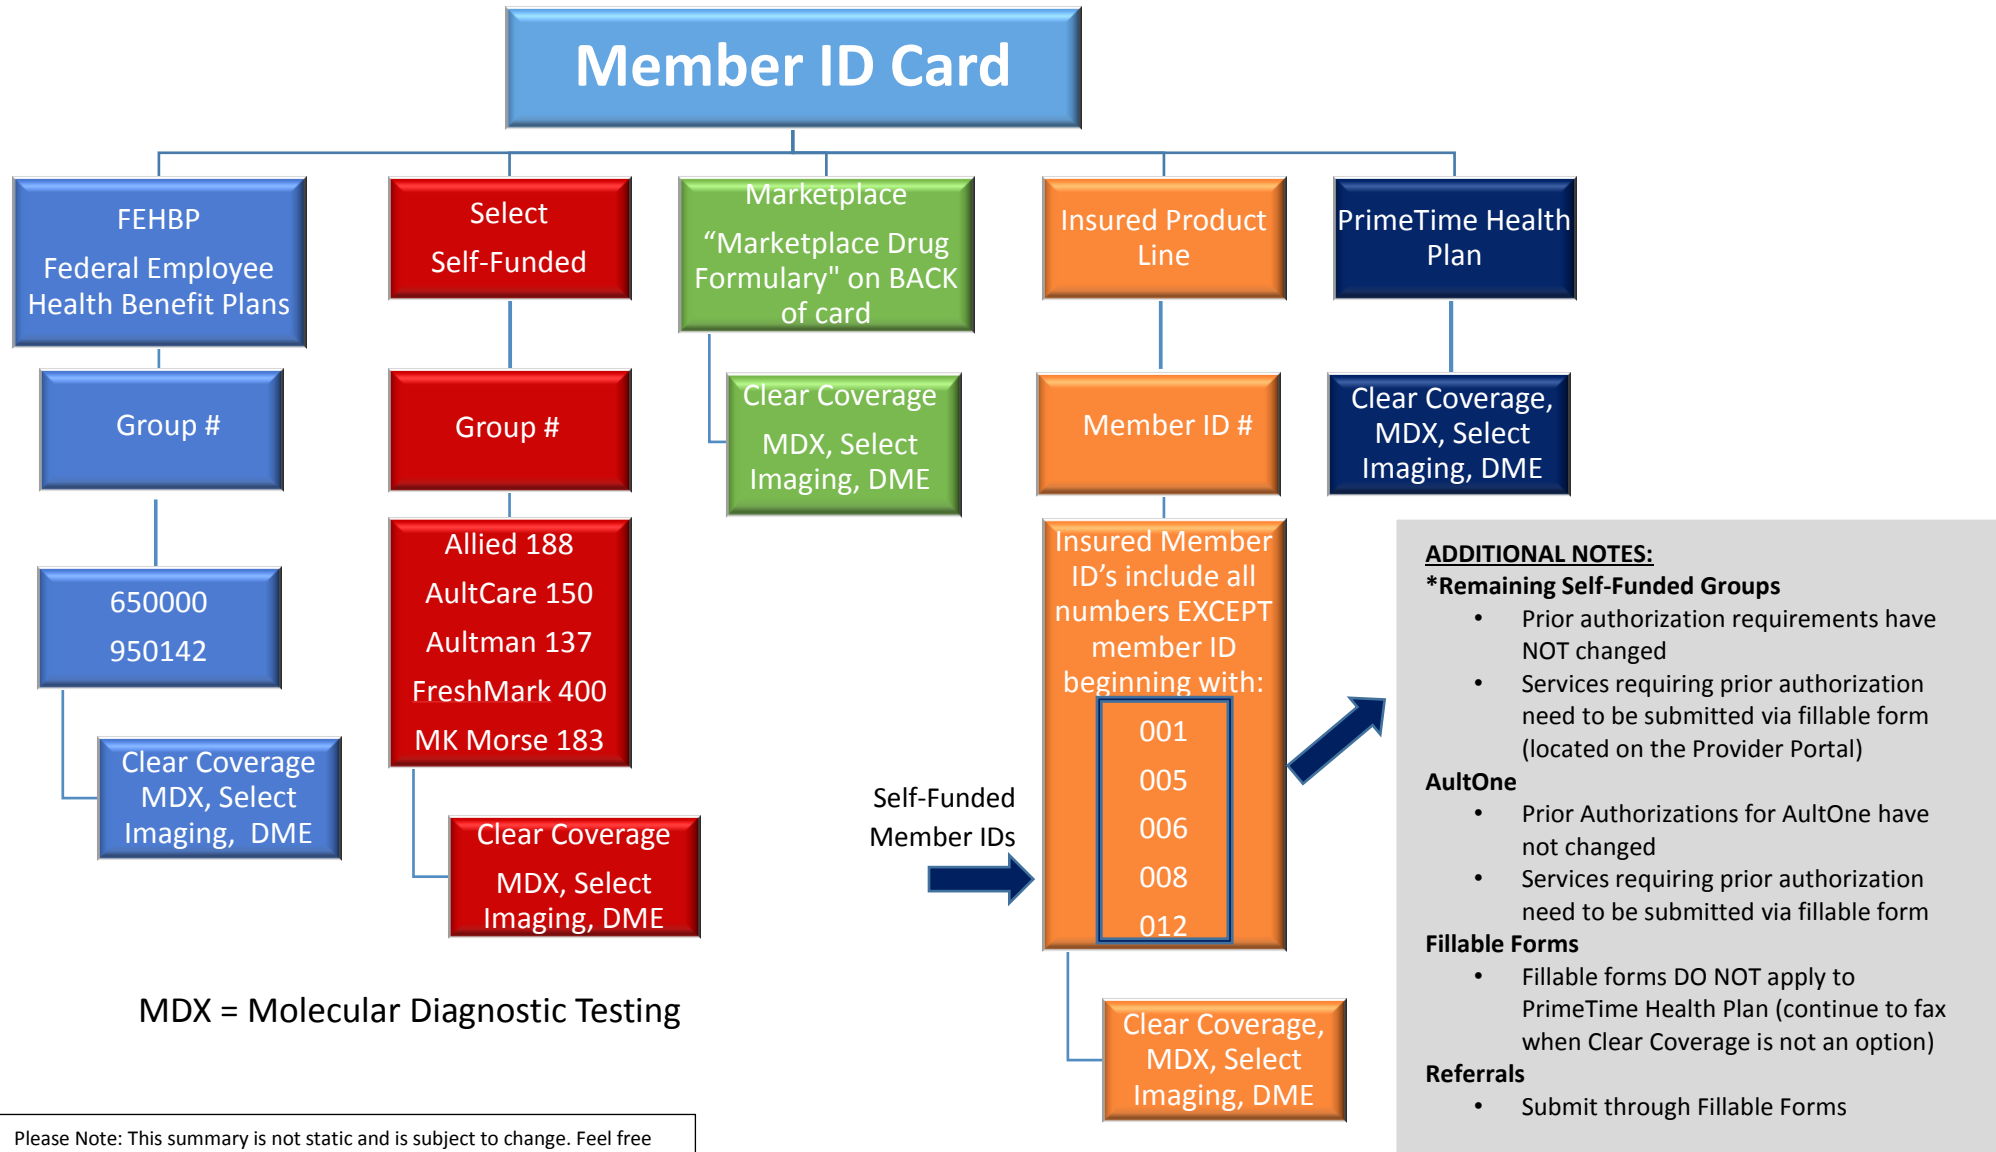 Member ID Card
FEHBP
Federal Employee
Health Benefit Plans
Group #
650000
950142
Clear Coverage
MDX, Select
Imaging, DME
Select
Self-Funded
Group #
Allied 188
AultCare 150
Aultman 137
FreshMark 400
MK Morse 183
Clear Coverage
MDX, Select
Imaging, DME
Marketplace
“Marketplace Drug
Formulary" on BACK
of card
Clear Coverage
MDX, Select
Imaging, DME
Insured Product
Line
Member ID #
Insured Member
ID’s include all
numbers EXCEPT
member ID
beginning with:
001
005
006
008
012
Self-Funded
Member IDs
Clear Coverage,
MDX, Select
Imaging, DME
PrimeTime Health
Plan
Clear Coverage,
MDX, Select
Imaging, DME
ADDITIONAL NOTES:
*Remaining Self-Funded Groups
• Prior authorization requirements have
NOT changed
• Services requiring prior authorization
need to be submitted via fillable form
(located on the Provider Portal)
AultOne
• Prior Authorizations for AultOne have
not changed
• Services requiring prior authorization
need to be submitted via fillable form
Fillable Forms
• Fillable forms DO NOT apply to
PrimeTime Health Plan (continue to fax
when Clear Coverage is not an option)
Referrals
• Submit through Fillable Forms
MDX = Molecular Diagnostic Testing
Please Note: This summary is not static and is subject to change. Feel free